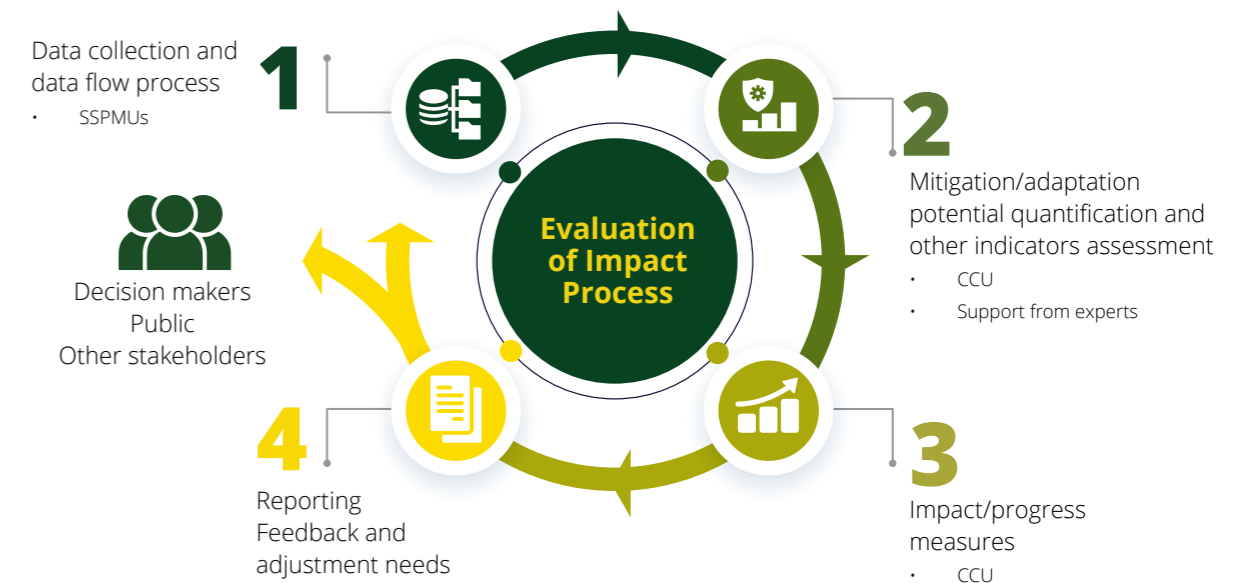 1
Data collection and
data flow process
• SSPMUs
2
Mitigation/adaptation
potential quantification and
other indicators assessment
• CCU
• Support from experts
Evaluation
of Impact
Process
Decision makers
Public
Other stakeholders
3
Impact/progress
measures
• CCU
4
Reporting
Feedback and
adjustment needs